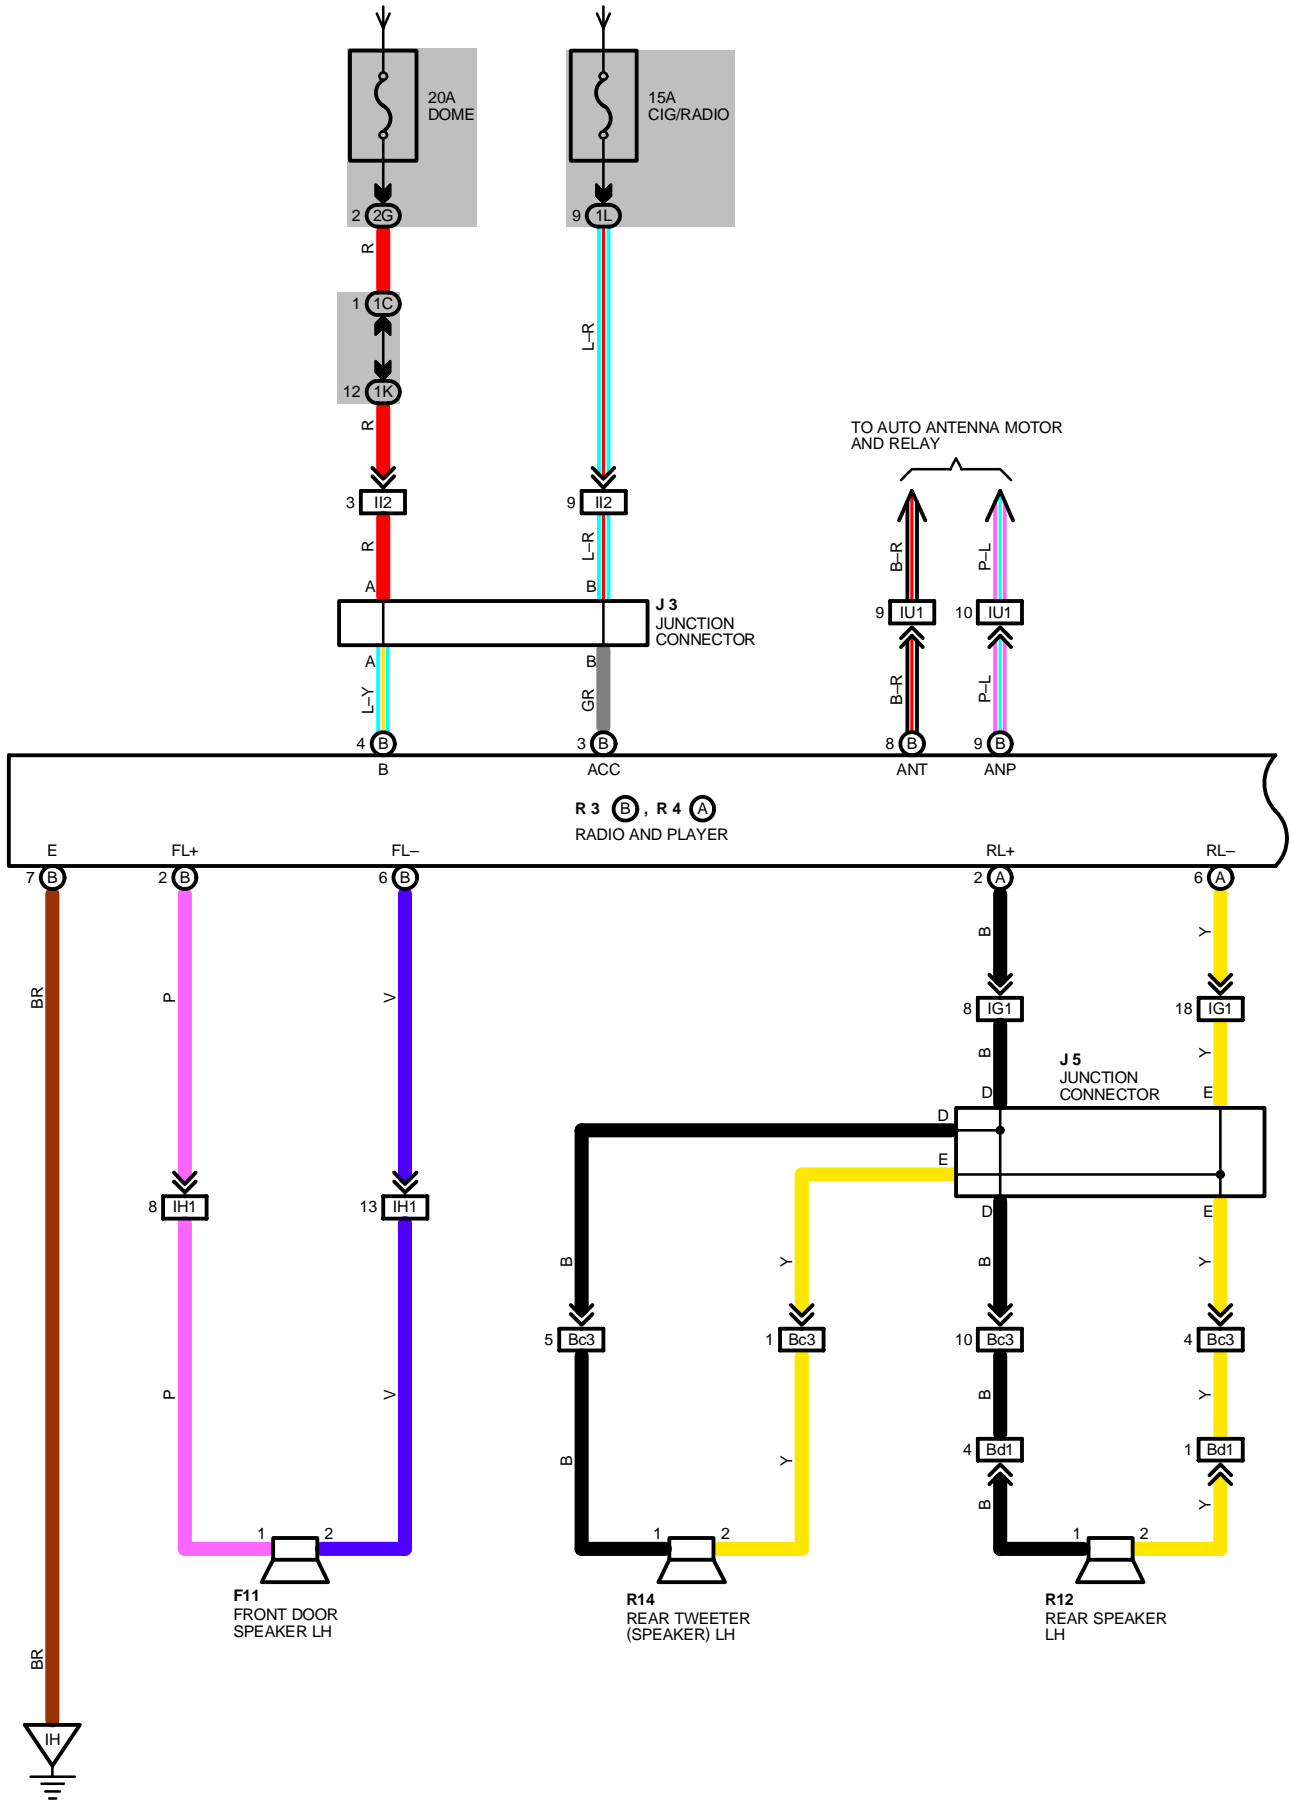 20A
DOME
15A
CIG/RADIO
2 2G
9 1L
R
1 1C
L–R
12 1K
R
TO AUTO ANTENNA MOTOR
AND RELAY
3 II2
9 II2
R
L–R
B–R
P–L
A
B
J 3
JUNCTION
CONNECTOR
9 IU1
10 IU1
A
B
L–Y
GR
B–R
P–L
4 B
3 B
8 B
9 B
B
ACC
ANT
ANP
R 3 B , R 4 A
RADIO AND PLAYER
E
FL+
FL–
RL+
RL–
7 B
2 B
6 B
2 A
6 A
B
Y
BR
P
V
8 IG1
18 IG1
B
Y
J 5
JUNCTION
CONNECTOR
D
E
D
E
8 IH1
13 IH1
D
E
B
Y
B
Y
5 Bc3
1 Bc3
10 Bc3
4 Bc3
P
V
B
Y
4 Bd1
1 Bd1
B
Y
B
Y
1
2
1
2
1
2
F11
FRONT DOOR
SPEAKER LH
R14
REAR TWEETER
(SPEAKER) LH
R12
REAR SPEAKER
LH
BR
IH